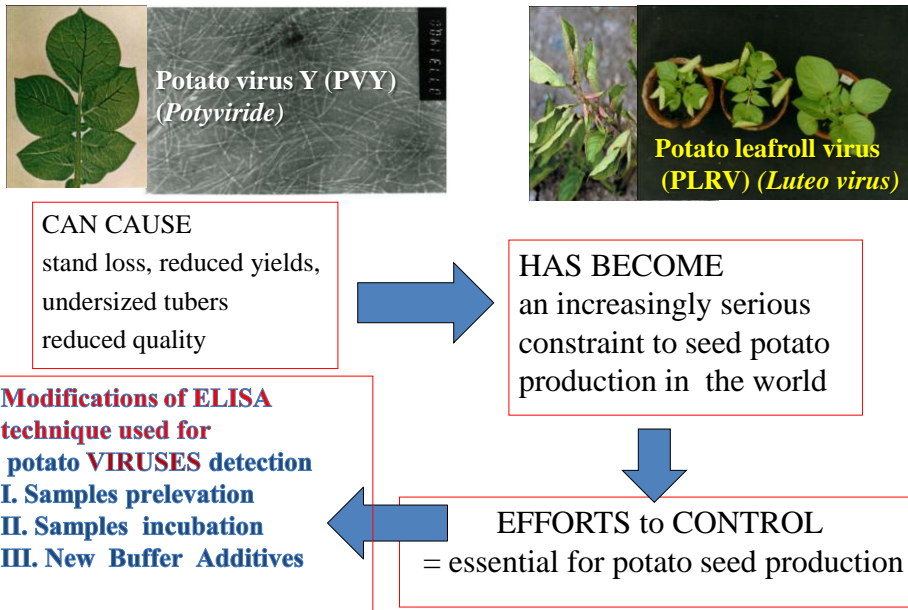 Potato virus Y (PVY)
(Potyviride)
Potato leafroll virus
(PLRV) (Luteo virus)
CAN CAUSE
stand loss, reduced yields,
undersized tubers
reduced quality
HAS BECOME
an increasingly serious
constraint to seed potato
production in the world
EFFORTS to CONTROL
= essential for potato seed production
Modifications of ELISA
technique used for
potato VIRUSES detection
I. Samples prelevation
II. Samples incubation
III. New Buffer Additives